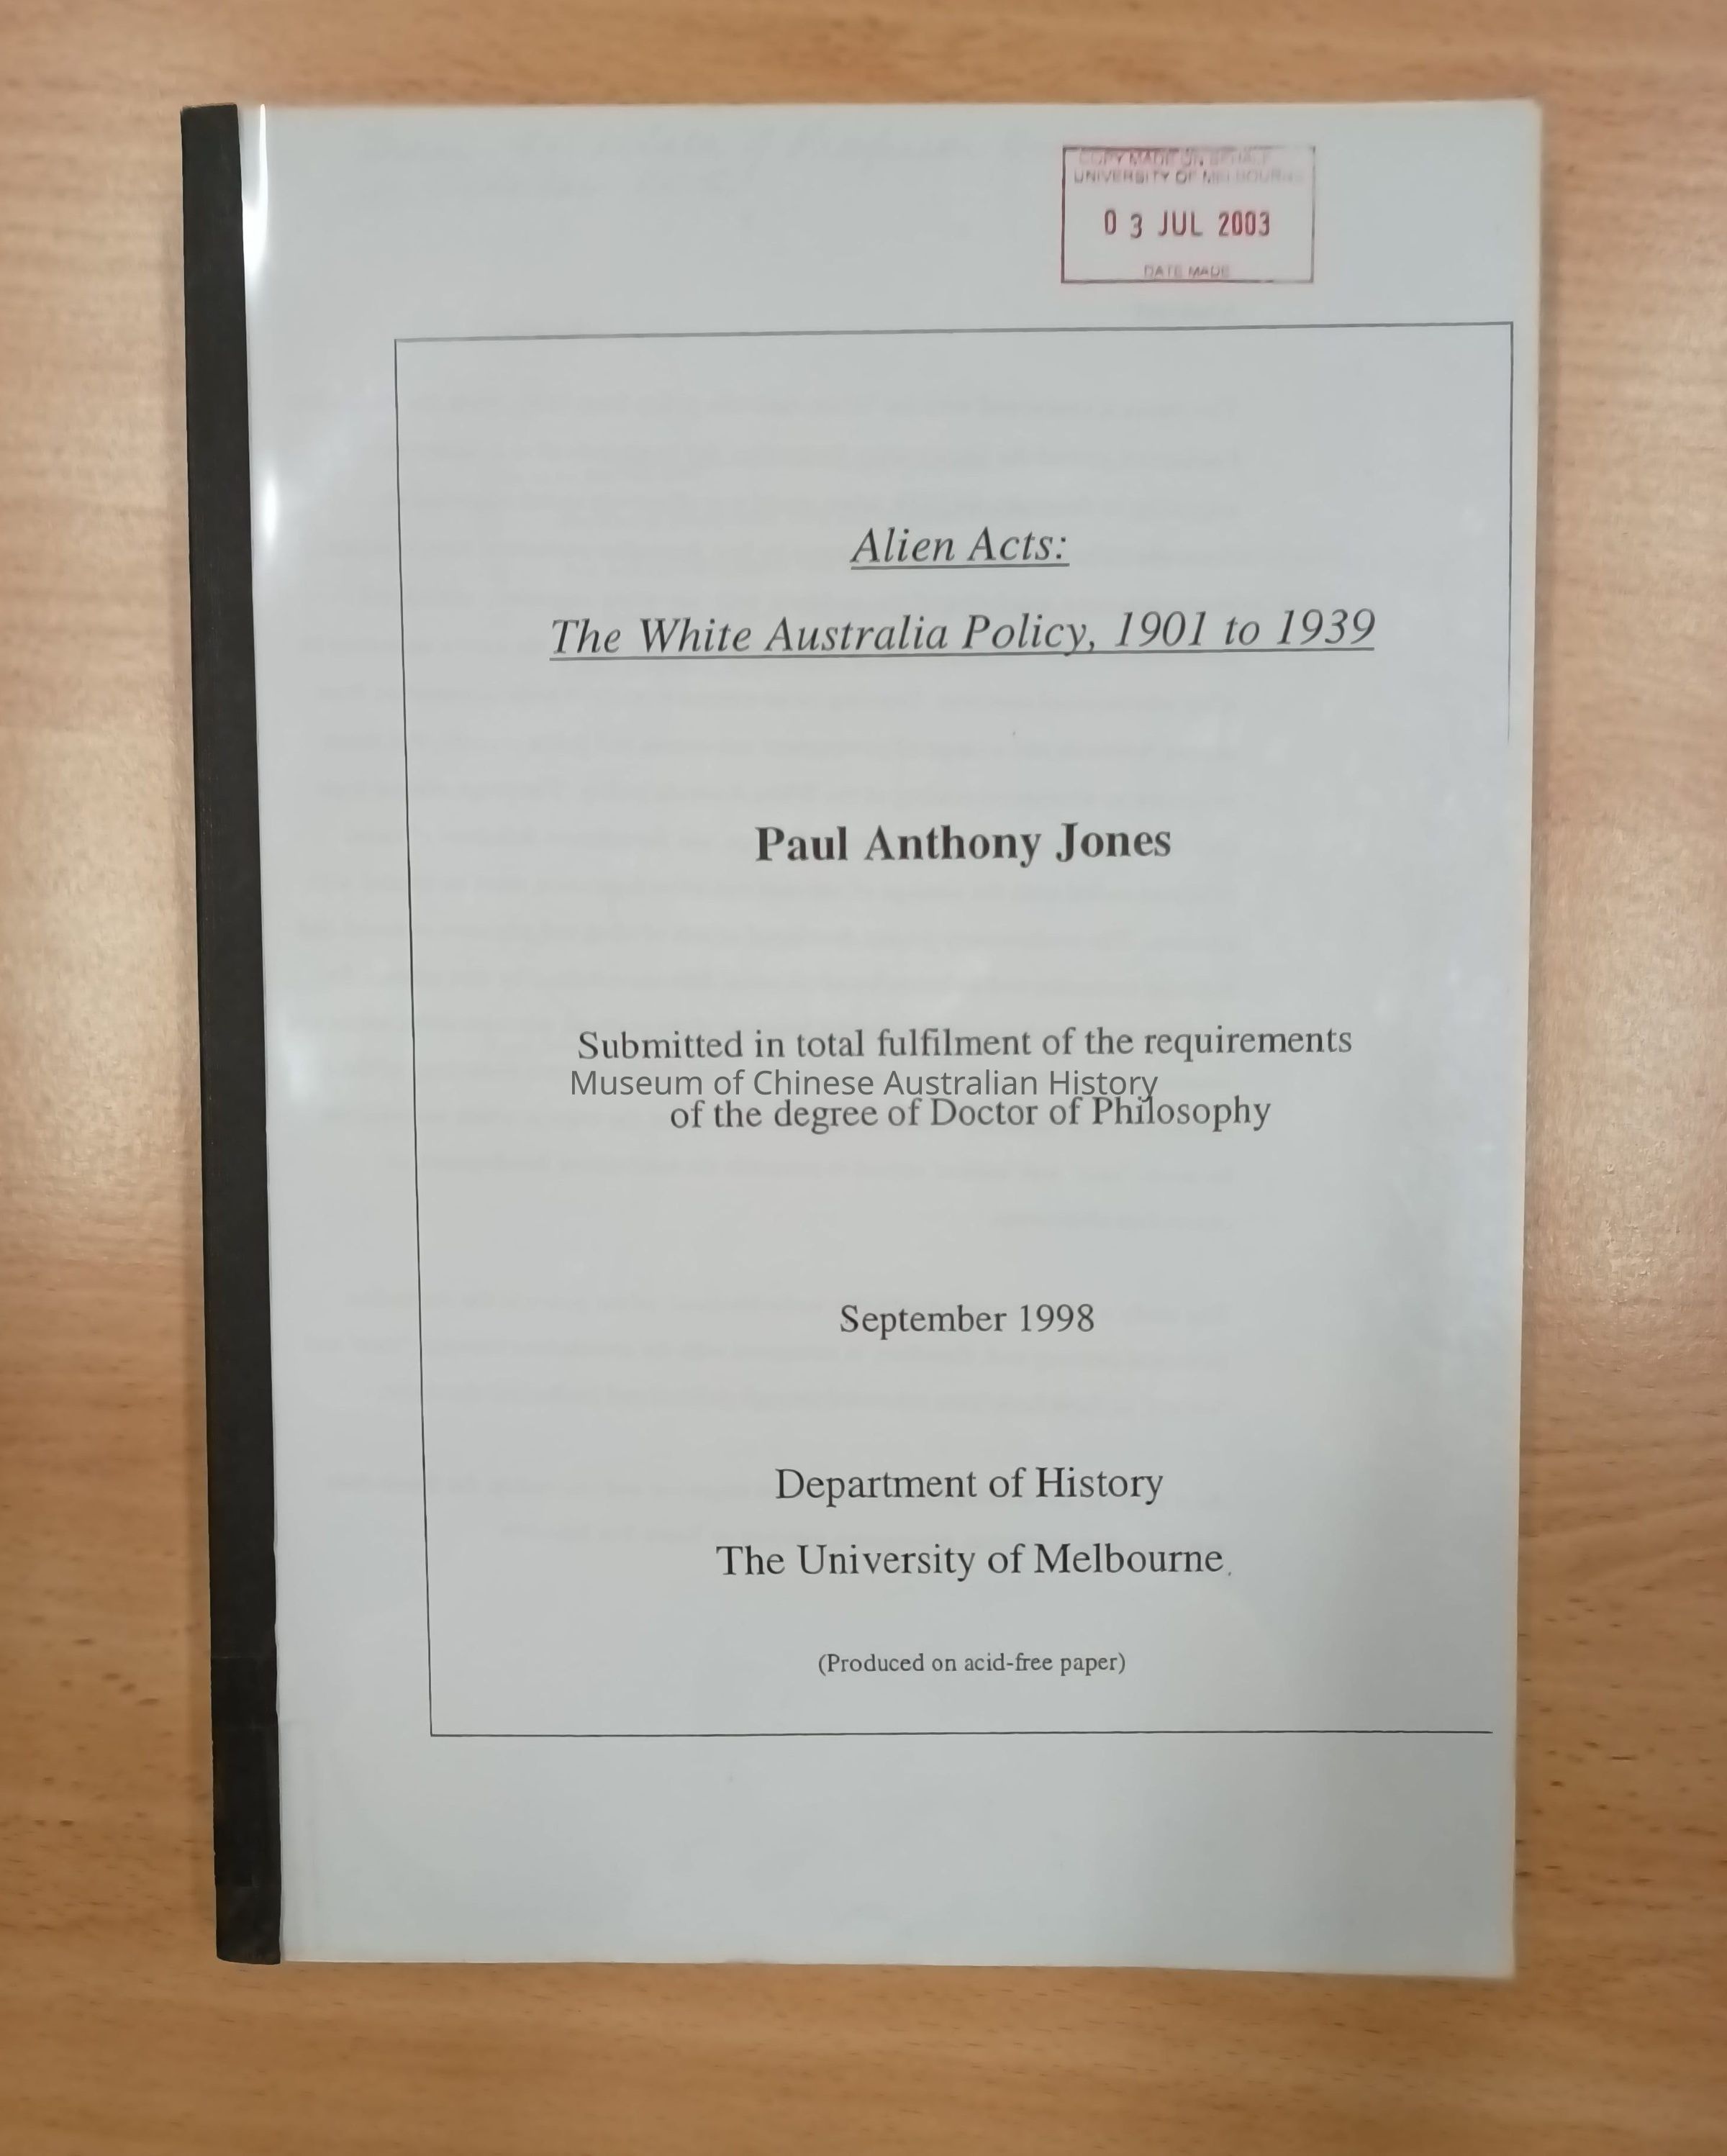 COPY MADE ON BEHALF
UNIVERSITY OF MELBOURNE
03 JUL 2003
DATE MADE
Alien Acts:
The White Australia Policy, 1901 to 1939
Paul Anthony Jones
Submitted in total fulfilment of the requirements
Museum of Chinese Australian History
of the degree of Doctor of Philosophy
September 1998
Department of History
The University of Melbourne
(Produced on acid-free paper)